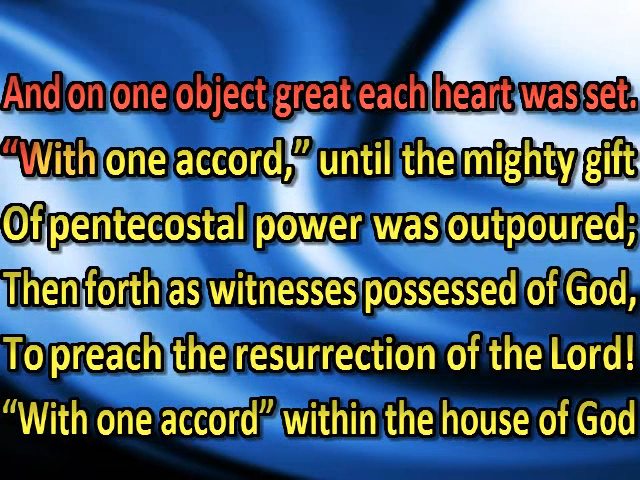 And on one object great each heart was set.
“With one accord,” until the mighty gift
Of pentecostal power was outpoured;
Then forth as witnesses possessed of God,
To preach the resurrection of the Lord!
“With one accord” within the house of God